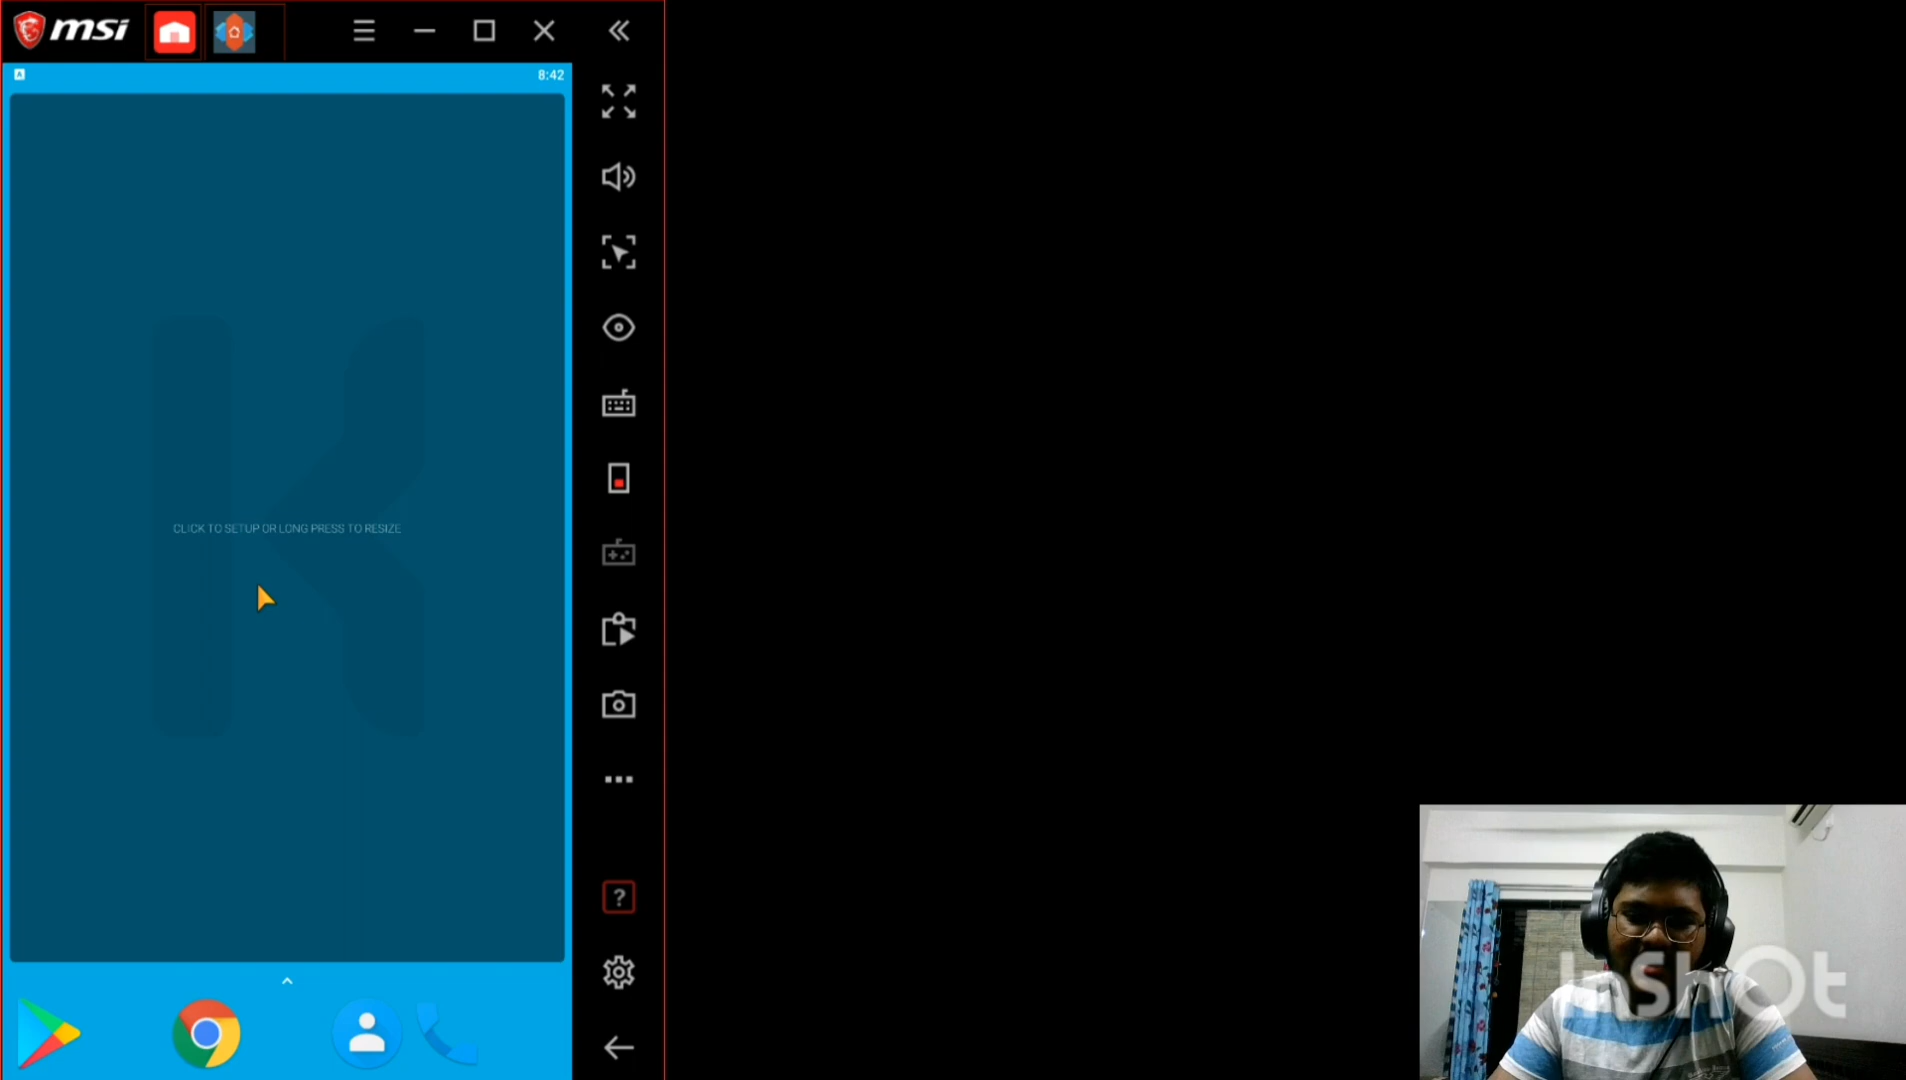 msi
8:42
A
CLICK TO SETUP OR LONG PRESS TO RESIZE
?
InShOt